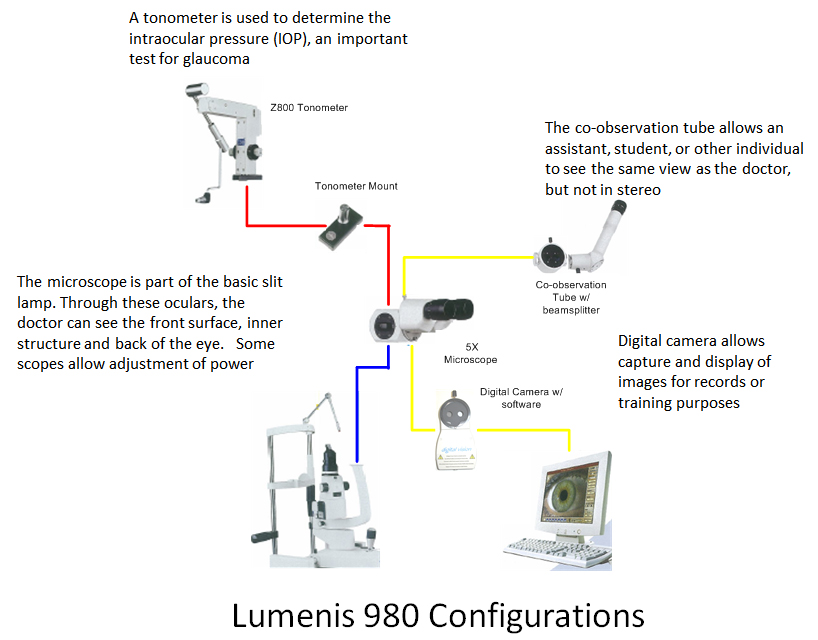 A tonometer is used to determine the
intraocular pressure (IOP), an important
test for glaucoma
Z800 Tonometer
The co-observation tube allows an
assistant, student, or other individual
to see the same view as the doctor,
but not in stereo
Tonometer Mount
The microscope is part of the basic slit
lamp. Through these oculars, the
doctor can see the front surface, inner
structure and back of the eye. Some
scopes allow adjustment of power
Co-observation
Tube w/
beamsplitter
5X
Microscope
Digital camera allows
capture and display of
images for records or
training purposes
Digital Camera w/
software
Lumenis 980 Configurations